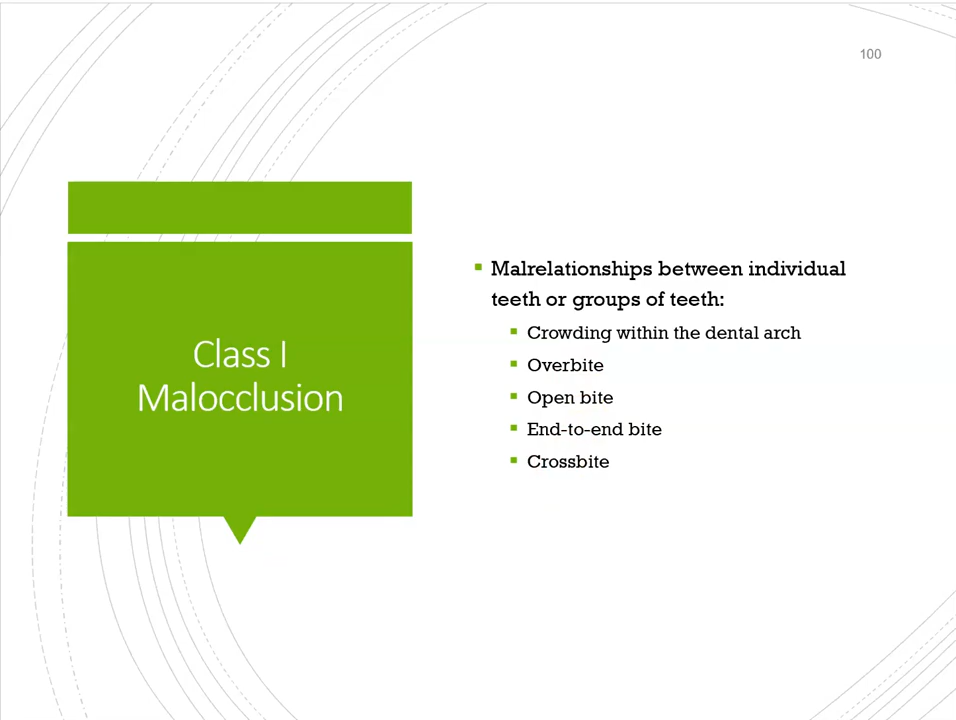 100
Class I
Malocclusion
▪ Malrelationships between individual
teeth or groups of teeth:
▪ Crowding within the dental arch
▪ Overbite
▪ Open bite
▪ End-to-end bite
▪ Crossbite